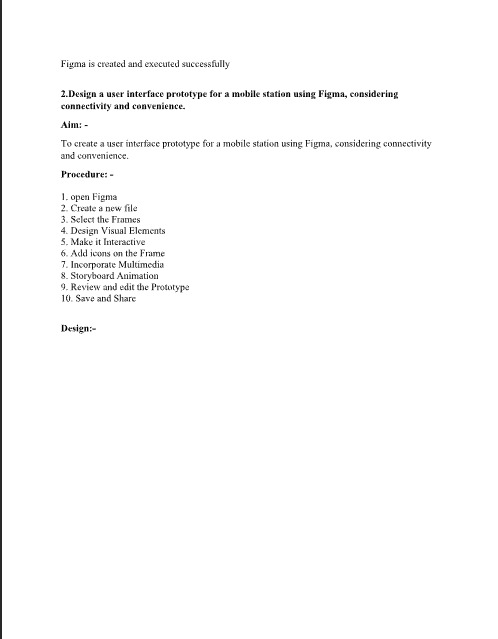 Figma is created and executed successfully
2.Design a user interface prototype for a mobile station using Figma, considering
connectivity and convenience.
Aim: -
To create a user interface prototype for a mobile station using Figma, considering connectivity
and convenience.
Procedure: -
1. open Figma
2. Create a new file
3. Select the Frames
4. Design Visual Elements
5. Make it Interactive
6. Add icons on the Frame
7. Incorporate Multimedia
8. Storyboard Animation
9. Review and edit the Prototype
10. Save and Share
Design:-